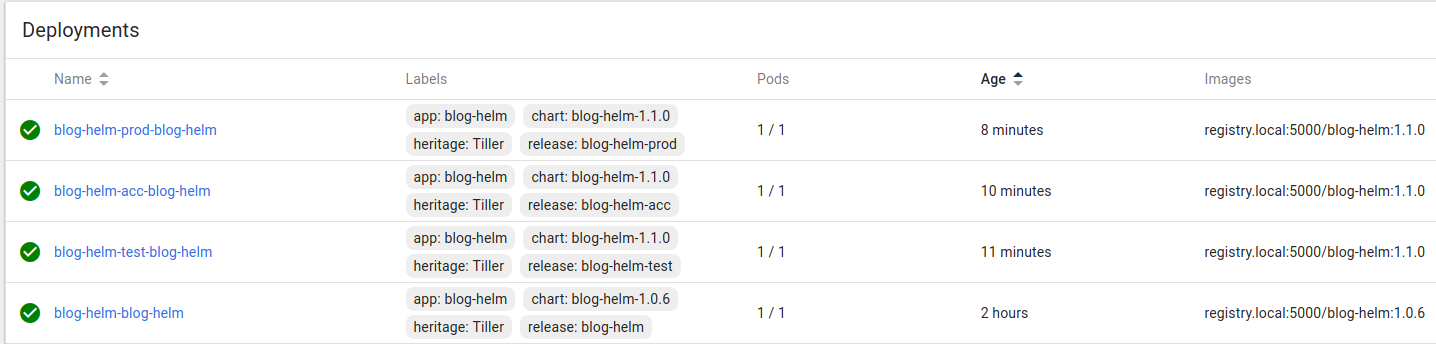 Deployments
Name Labels Pods Age Images
app: blog-helm chart: blog-helm-1.1.0
blog-helm-prod-blog-helm 1 / 1 8 minutes registry.local:5000/blog-helm:1.1.0
heritage: Tiller release: blog-helm-prod
app: blog-helm chart: blog-helm-1.1.0
blog-helm-acc-blog-helm 1 / 1 10 minutes registry.local:5000/blog-helm:1.1.0
heritage: Tiller release: blog-helm-acc
app: blog-helm chart: blog-helm-1.1.0
blog-helm-test-blog-helm 1 / 1 11 minutes registry.local:5000/blog-helm:1.1.0
heritage: Tiller release: blog-helm-test
app: blog-helm chart: blog-helm-1.0.6
blog-helm-blog-helm 1 / 1 2 hours registry.local:5000/blog-helm:1.0.6
heritage: Tiller release: blog-helm